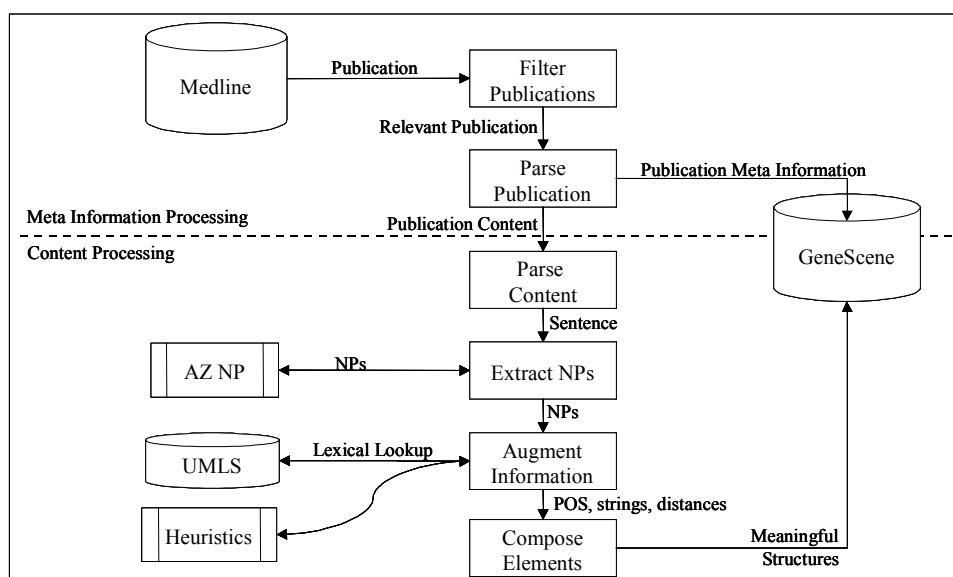 Medline
Publication
Filter
Publications
Relevant Publication
Parse
Publication
Publication Meta Information
Meta Information Processing
Publication Content
Content Processing
GeneScene
Parse
Content
Sentence
AZ NP
NPs
Extract NPs
NPs
UMLS
Lexical Lookup
Augment
Information
POS, strings, distances
Heuristics
Compose
Elements
Meaningful
Structures